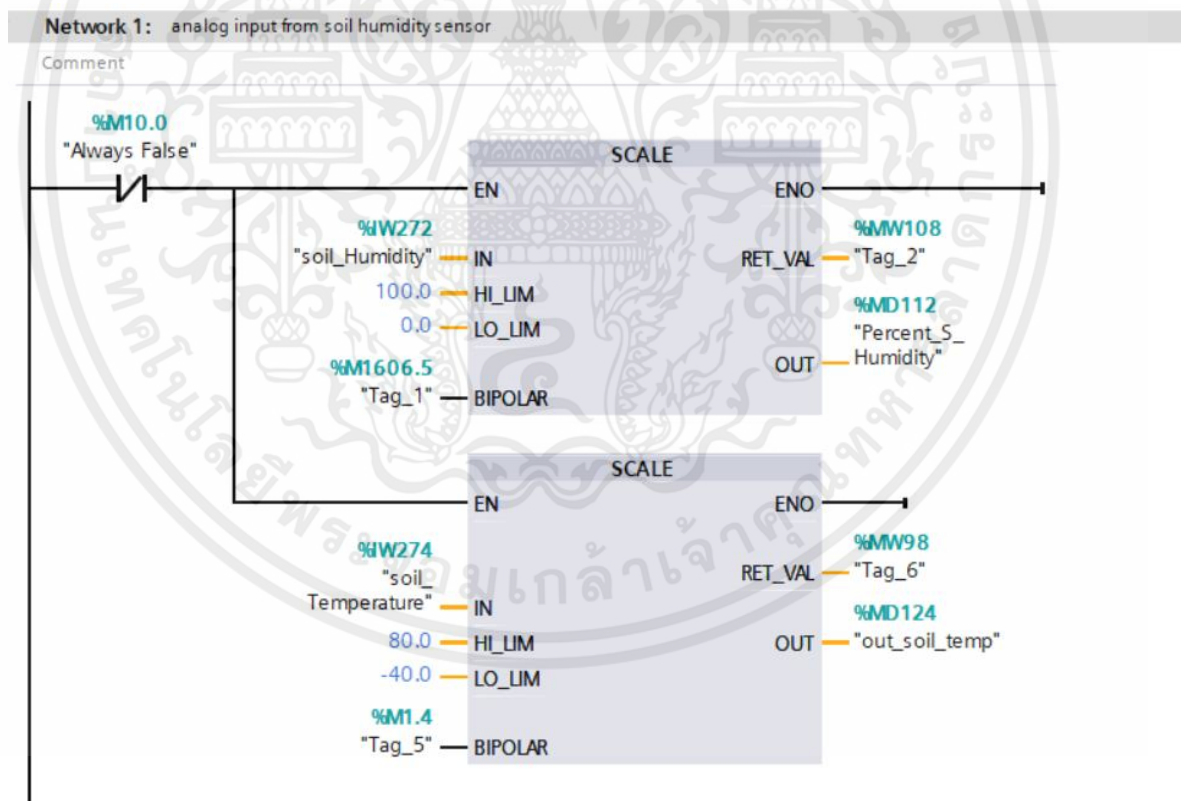 Network 1: analog input from soil humidity sensor
Comment
%M10.0
"Always False"
SCALE
EN
ENO
%IW272
"soil_Humidity"
IN
%MW108
RET_VAL
"Tag_2"
100.0
HI_LIM
0.0
LO_LIM
%MD112
"Percent_S_
OUT
Humidity"
%M1606.5
"Tag_1"
BIPOLAR
SCALE
EN
ENO
%IW274
"soil_
Temperature"
IN
%MW98
RET_VAL
"Tag_6"
80.0
HI_LIM
%MD124
OUT
"out_soil_temp"
-40.0
LO_LIM
%M1.4
"Tag_5"
BIPOLAR